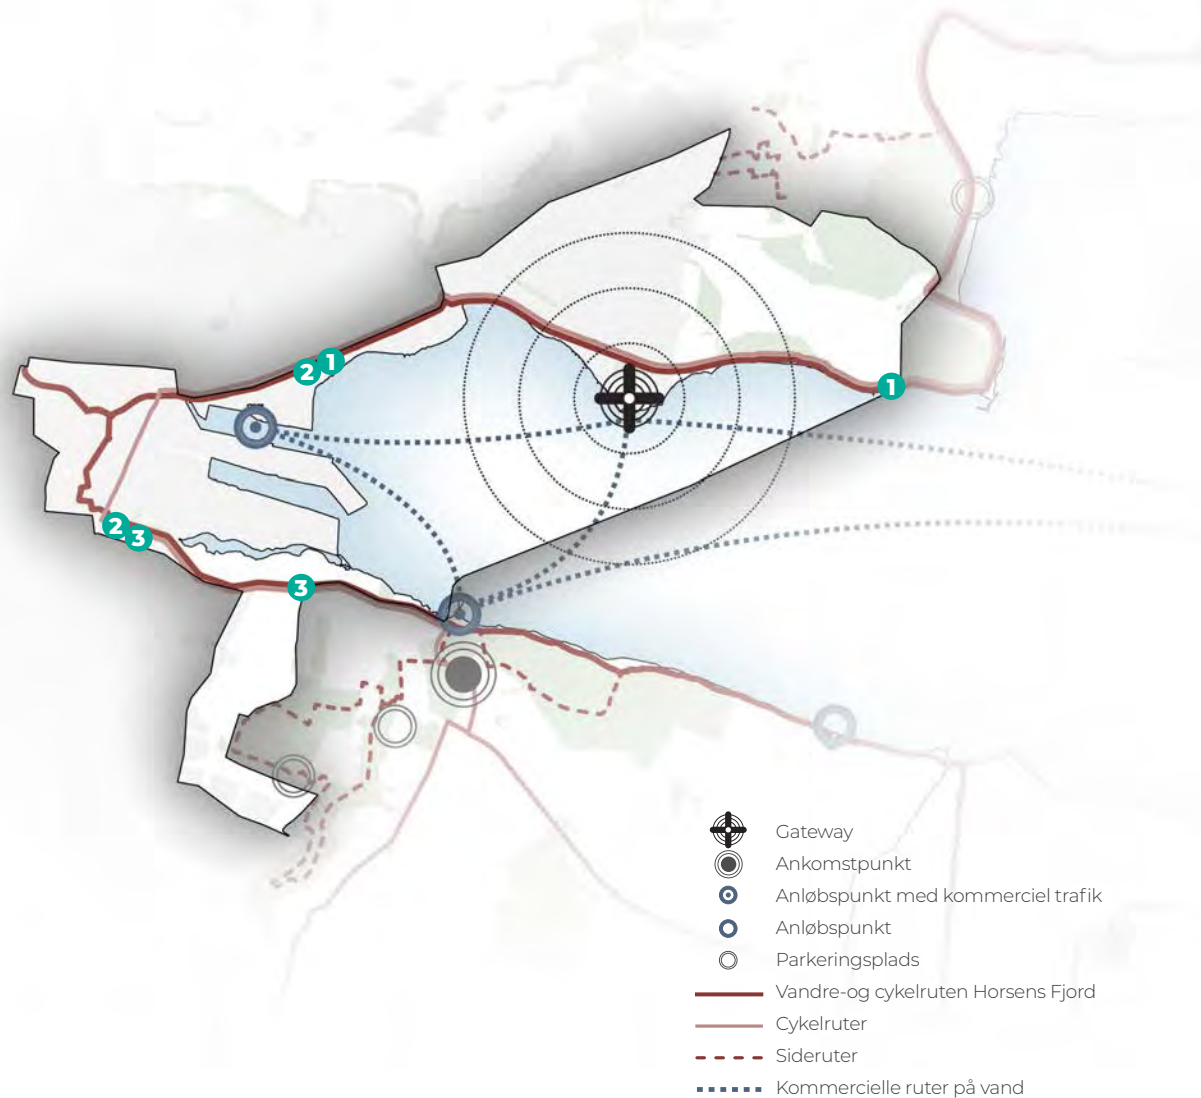 1
2
1
2
3
3
Gateway
Ankomstpunkt
Anløbspunkt med kommerciel trafik
Anløbspunkt
Parkeringsplads
Vandre-og cykelruten Horsens Fjord
Cykelruter
Sideruter
Kommercielle ruter på vand